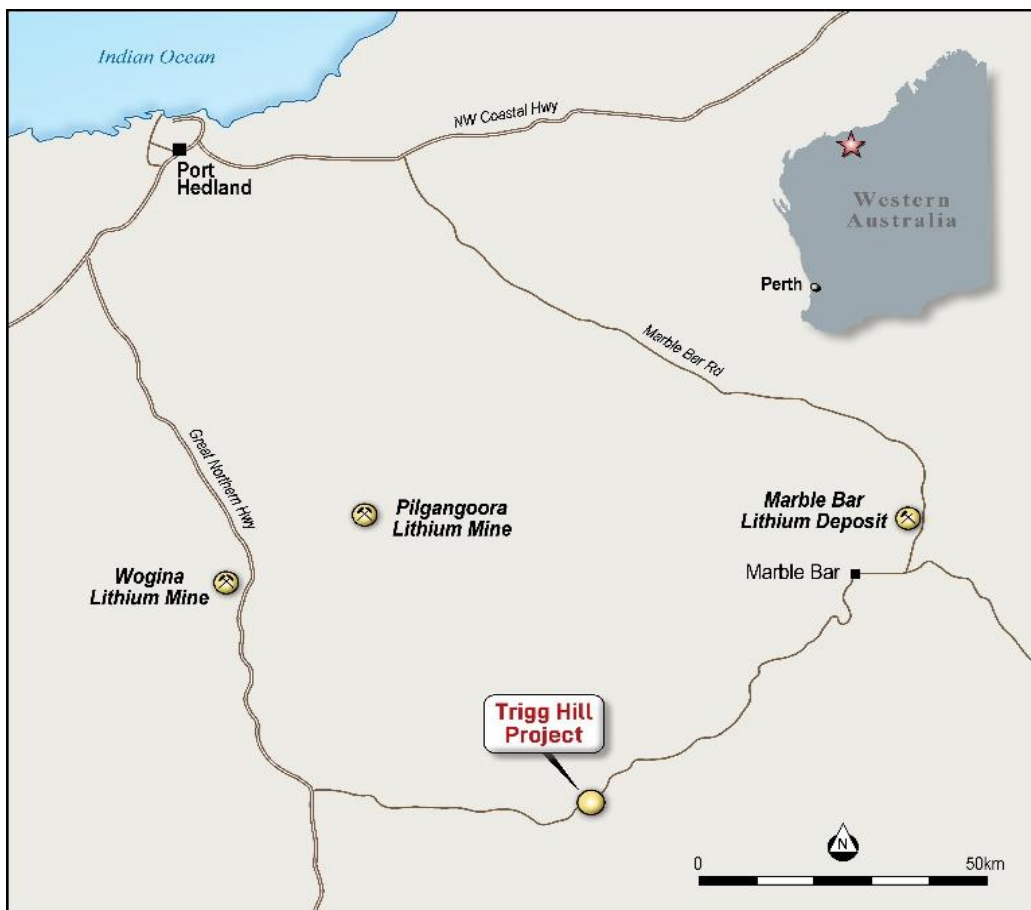 Indian Ocean
NW Coastal Hwy
Port
Hedland
Western
Australia
Perth
Marble Bar Rd
Great Northern Hwy
Pilgangoora
Lithium Mine
Marble Bar
Lithium Deposit
Wogina
Lithium Mine
Marble Bar
Trigg Hill
Project
N
0
50km